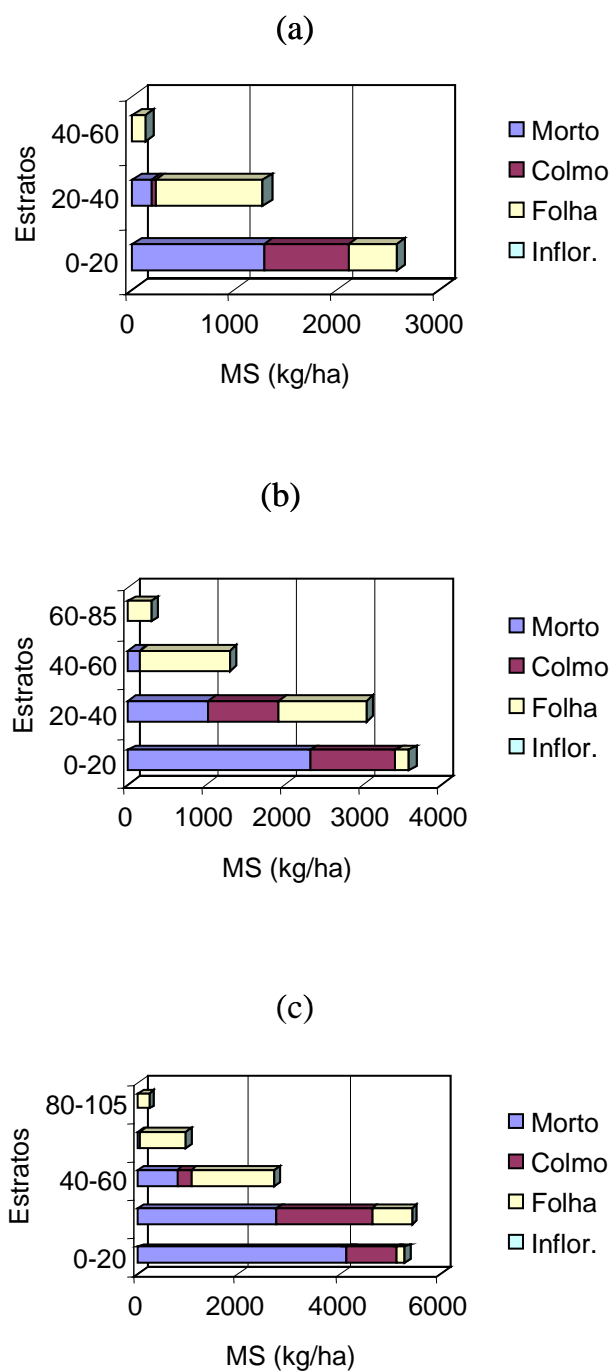 (a)
40-60
20-40
0-20
Estratos
0 1000 2000 3000
MS (kg/ha)
Morto
Colmo
Folha
Inflor.
(b)
60-85
40-60
20-40
0-20
Estratos
0 1000 2000 3000 4000
MS (kg/ha)
Morto
Colmo
Folha
Inflor.
(c)
80-105
40-60
0-20
Estratos
0 2000 4000 6000
MS (kg/ha)
Morto
Colmo
Folha
Inflor.